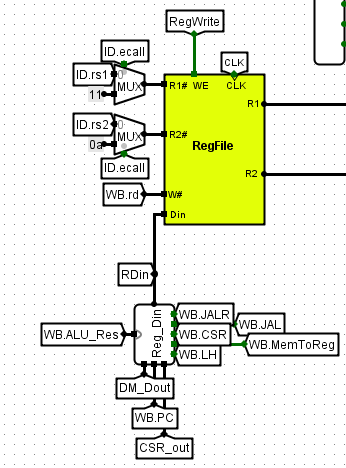 RegWrite
ID.ecall
CLK
ID.rs1
0
MUX
R1#
WE
CLK
11
R1
ID.rs2
0
MUX
R2#
RegFile
0a
ID.ecall
R2
WB.rd
W#
Din
RDin
Reg_Din
WB.JALR
WB.JAL
WB.ALU_Res
WB.CSR
WB.MemToReg
WB.LH
DM_Dout
WB.PC
CSR_out